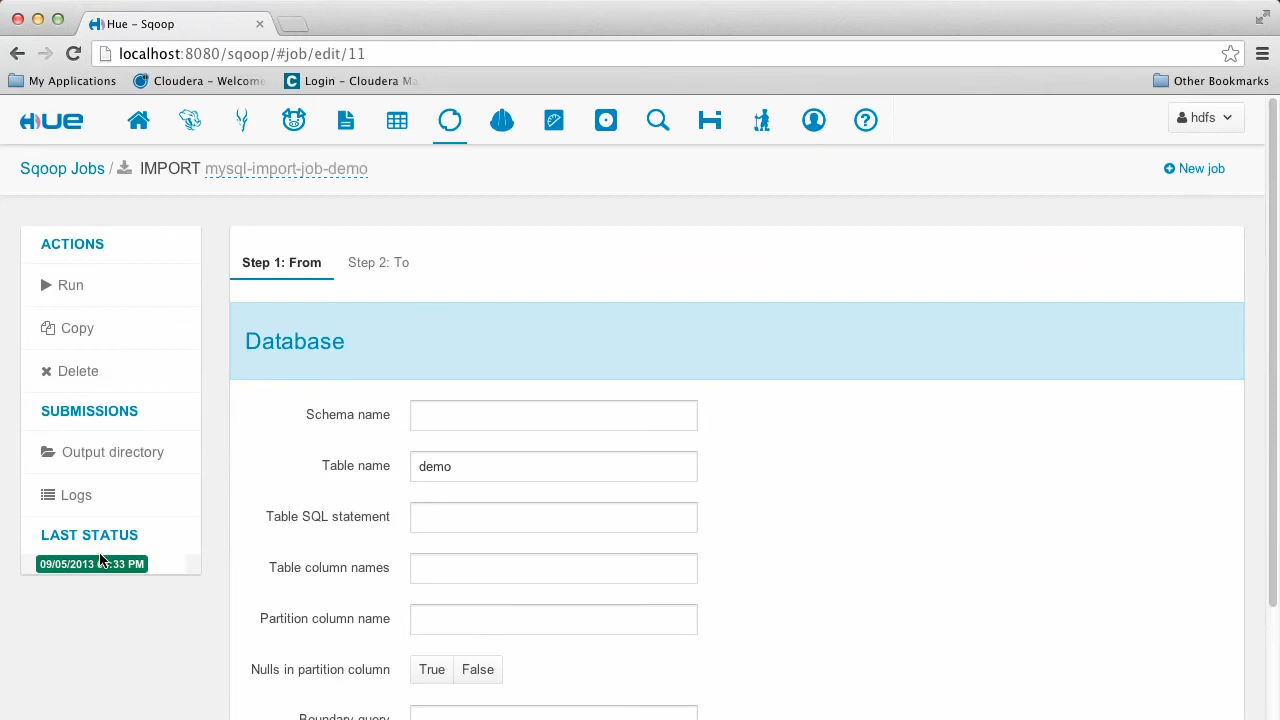 Hue – Sqoop
localhost:8080/sqoop/#job/edit/11
My Applications
Cloudera – Welcome
Login – Cloudera Ma
Other Bookmarks
HUE
hdfs
Sqoop Jobs / IMPORT mysql-import-job-demo
New job
ACTIONS
Run
Copy
Delete
SUBMISSIONS
Output directory
Logs
LAST STATUS
09/05/2013 :33 PM
Step 1: From
Step 2: To
Database
Schema name
Table name
demo
Table SQL statement
Table column names
Partition column name
Nulls in partition column
True
False
Boundary query